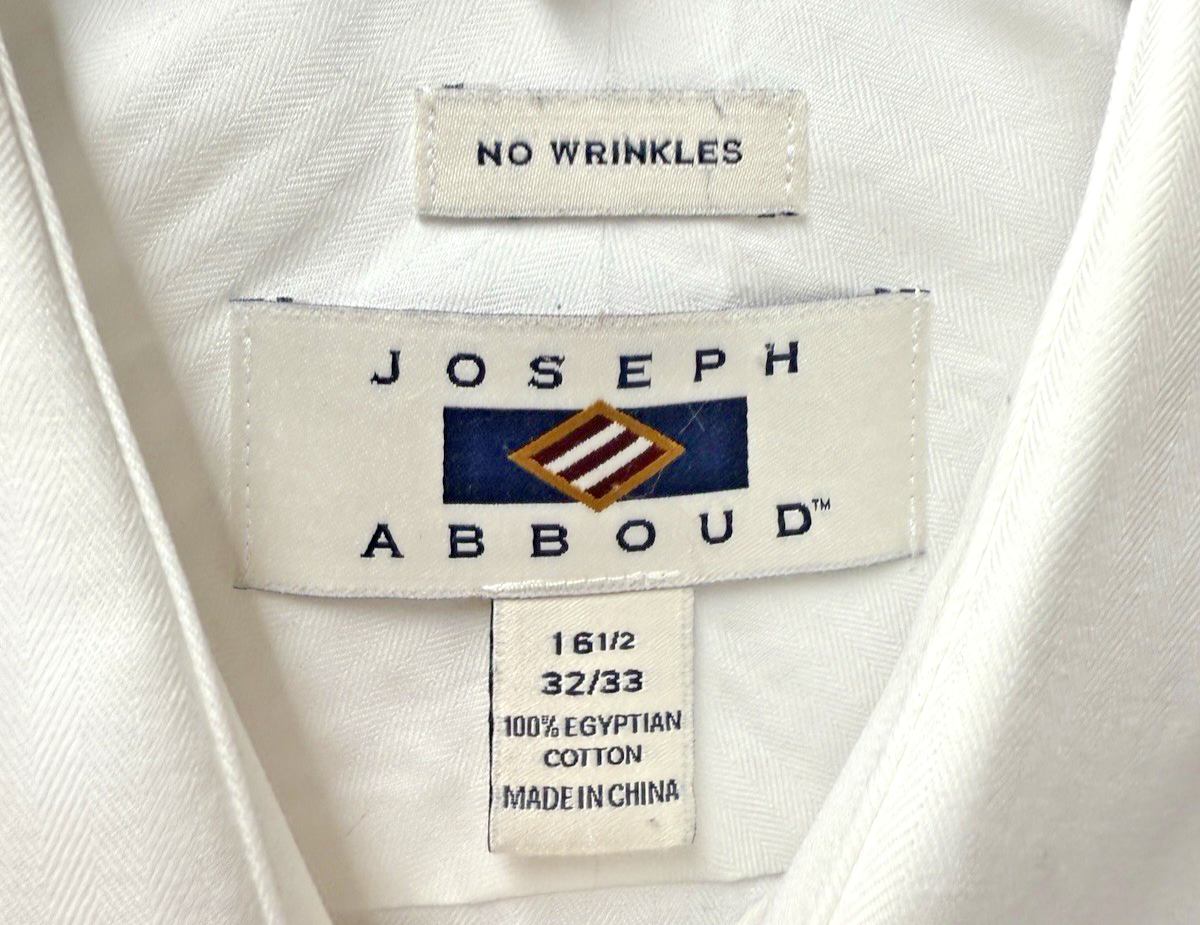 NO WRINKLES
JOSEPH
ABBOUD™
16 1/2
32/33
100% EGYPTIAN
COTTON
MADE IN CHINA